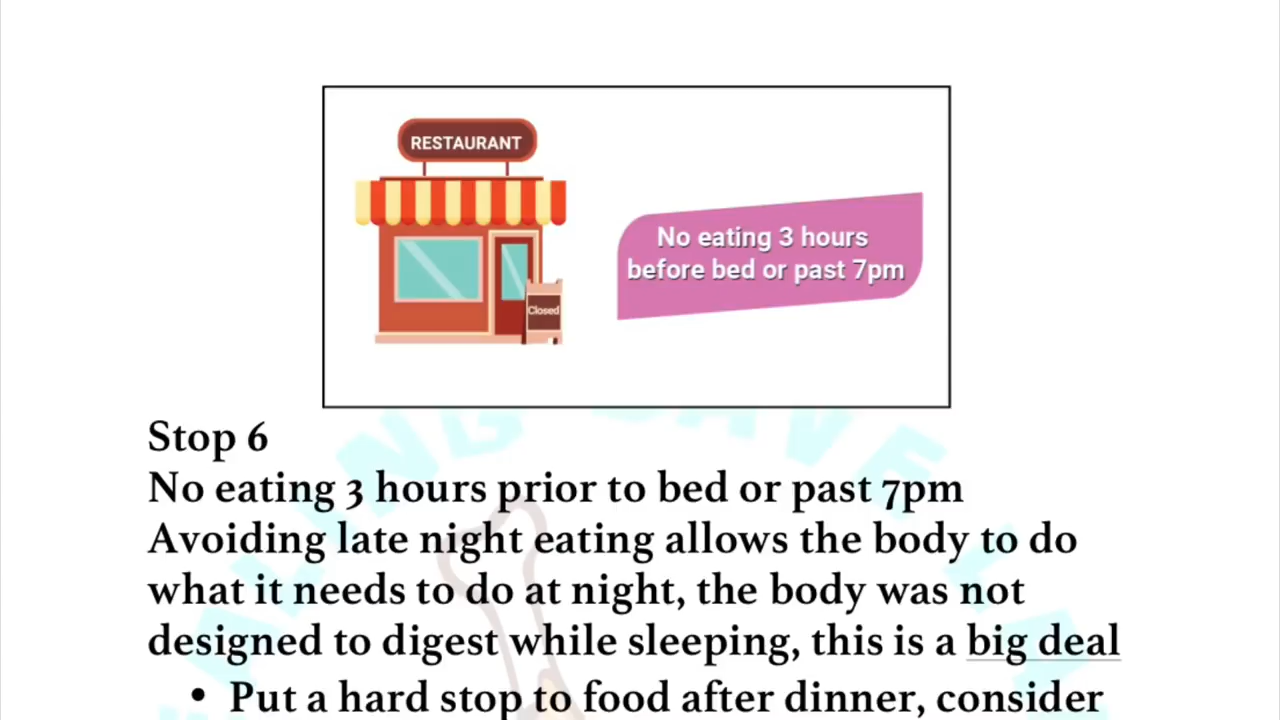 RESTAURANT
No eating 3 hours
before bed or past 7pm
Closed
Stop 6
No eating 3 hours prior to bed or past 7pm
Avoiding late night eating allows the body to do
what it needs to do at night, the body was not
designed to digest while sleeping, this is a big deal
• Put a hard stop to food after dinner, consider